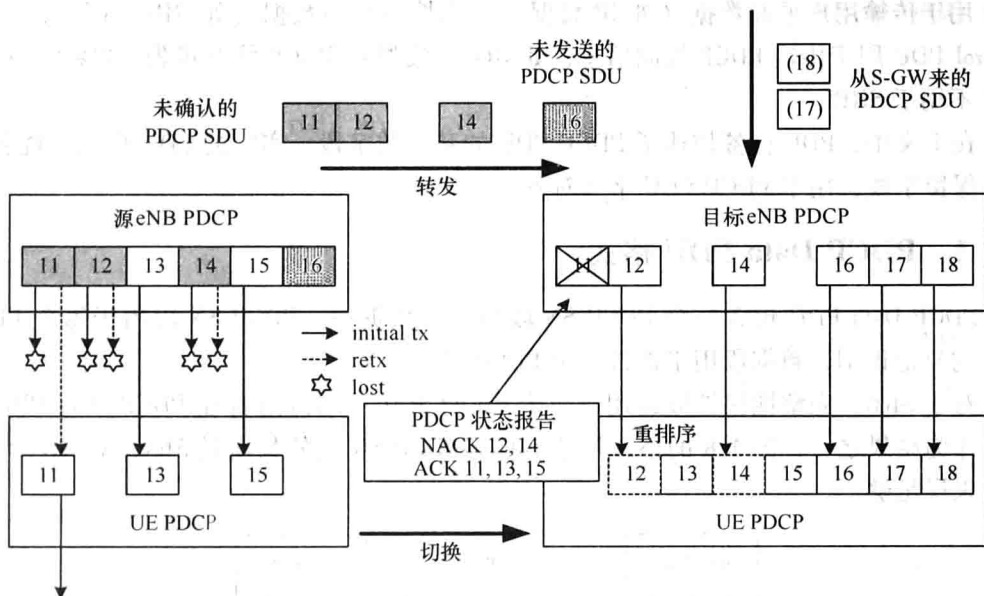 未发送的
PDCP SDU
(18)
(17)
从S-GW来的
PDCP SDU
未确认的
PDCP SDU
11 12 14 16
转发
源eNB PDCP
11 12 13 14 15 16
目标eNB PDCP
11 12 14 16 17 18
initial tx
retx
lost
PDCP 状态报告
NACK 12, 14
ACK 11, 13, 15
11 13 15
UE PDCP
重排序
12 13 14 15 16 17 18
UE PDCP
切换